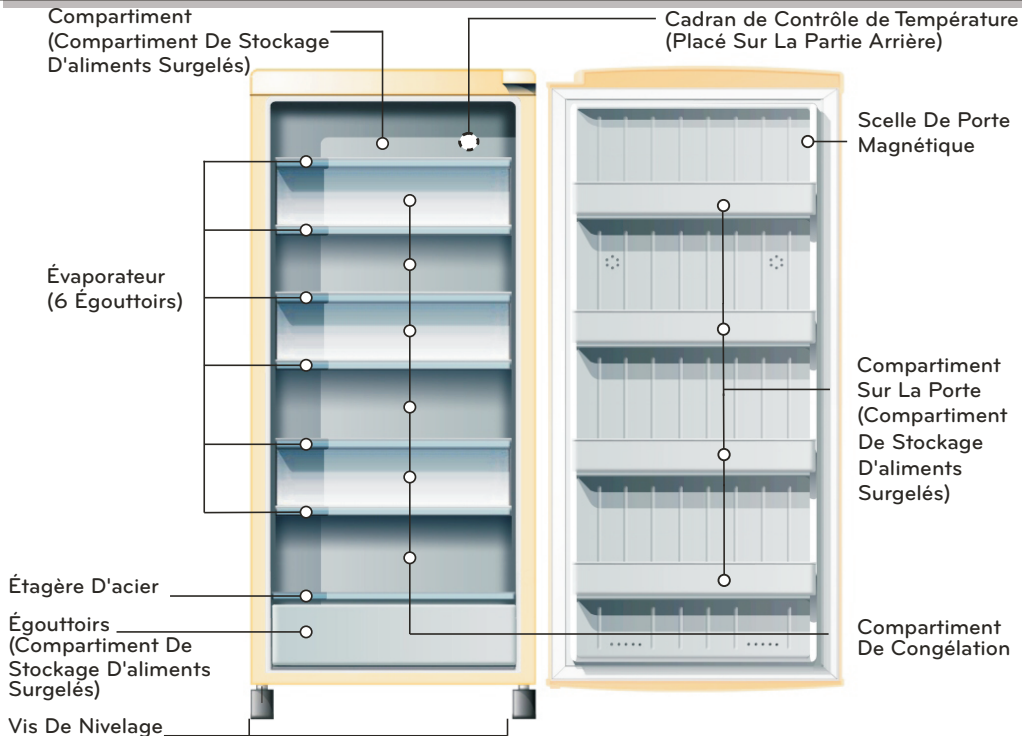 Compartiment
(Compartiment De Stockage
D'aliments Surgelés)
Cadran de Contrôle de Température
(Placé Sur La Partie Arrière)
Scelle De Porte
Magnétique
Évaporateur
(6 Égouttoirs)
Compartiment
Sur La Porte
(Compartiment
De Stockage
D'aliments
Surgelés)
Étagère D'acier
Égouttoirs
(Compartiment De
Stockage D'aliments
Surgelés)
Compartiment
De Congélation
Vis De Nivelage